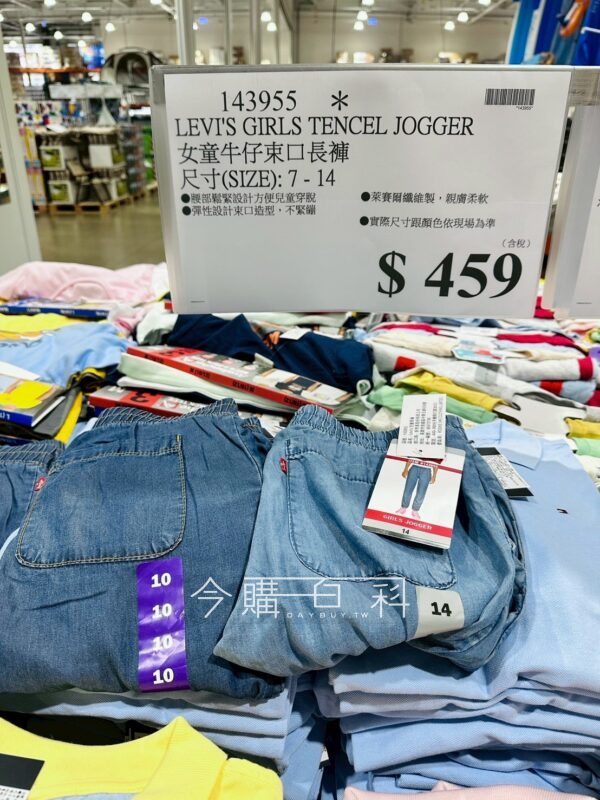 143955 *
*143955*
LEVI'S GIRLS TENCEL JOGGER
女童牛仔束口長褲
尺寸(SIZE): 7 - 14
●腰部鬆緊設計方便兒童穿脫
●彈性設計束口造型，不緊繃
●萊賽爾纖維製，親膚柔軟
●實際尺寸跟顏色依現場為準
(含稅)
$ 459
GIRL'S JOGGER
14
10
10
10
10
14
今購百科
DAYBUY.TW